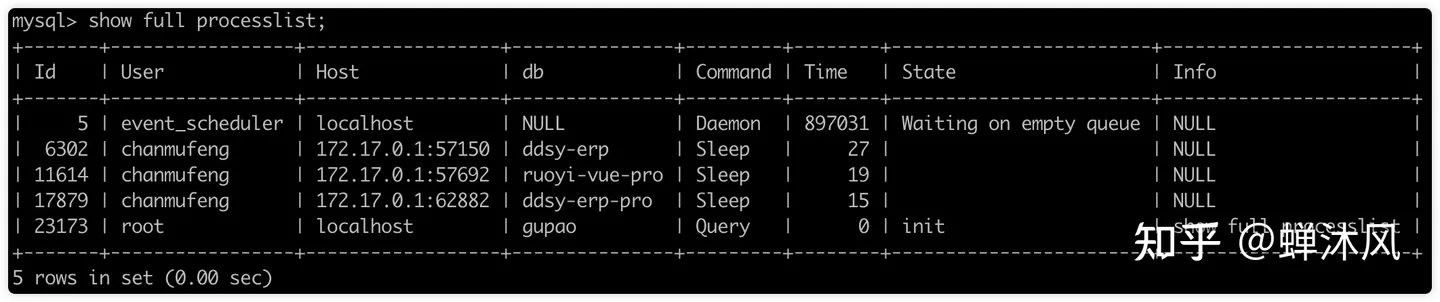 mysql> show full processlist;
+-------+-----------------+------------------+--------------+---------+--------+------------------------+-----------------------+
| Id    | User            | Host             | db           | Command | Time   | State                  | Info                  |
+-------+-----------------+------------------+--------------+---------+--------+------------------------+-----------------------+
|     5 | event_scheduler | localhost        | NULL         | Daemon  | 897031 | Waiting on empty queue | NULL                  |
|  6302 | chanmufeng      | 172.17.0.1:57150 | ddsy-erp     | Sleep   |     27 |                        | NULL                  |
| 11614 | chanmufeng      | 172.17.0.1:57692 | ruoyi-vue-pro | Sleep   |     19 |                        | NULL                  |
| 17879 | chanmufeng      | 172.17.0.1:62882 | ddsy-erp-pro | Sleep   |     15 |                        | NULL                  |
| 23173 | root            | localhost        | gupao        | Query   |      0 | init                   | show full processlist |
+-------+-----------------+------------------+--------------+---------+--------+------------------------+-----------------------+
5 rows in set (0.00 sec)
知乎 @蝉沐风